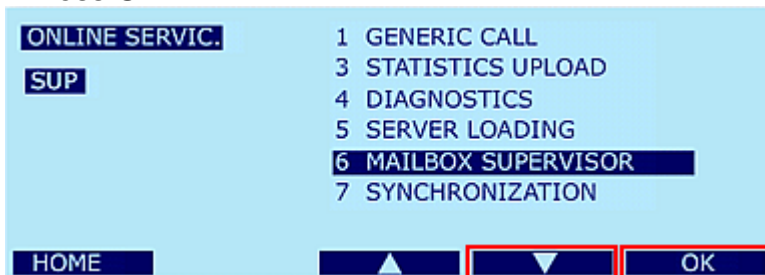 ONLINE SERVIC.
SUP
1 GENERIC CALL
3 STATISTICS UPLOAD
4 DIAGNOSTICS
5 SERVER LOADING
6 MAILBOX SUPERVISOR
7 SYNCHRONIZATION
HOME
OK